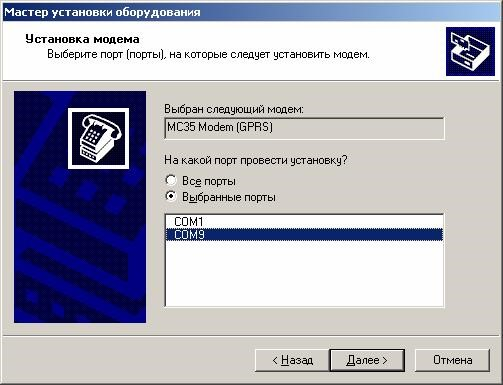 Мастер установки оборудования
Установка модема
Выберите порт (порты), на которые следует установить модем.
Выбран следующий модем:
MC35 Modem (GPRS)
На какой порт провести установку?
Все порты
Выбранные порты
COM1
COM9
< Назад
Далее >
Отмена